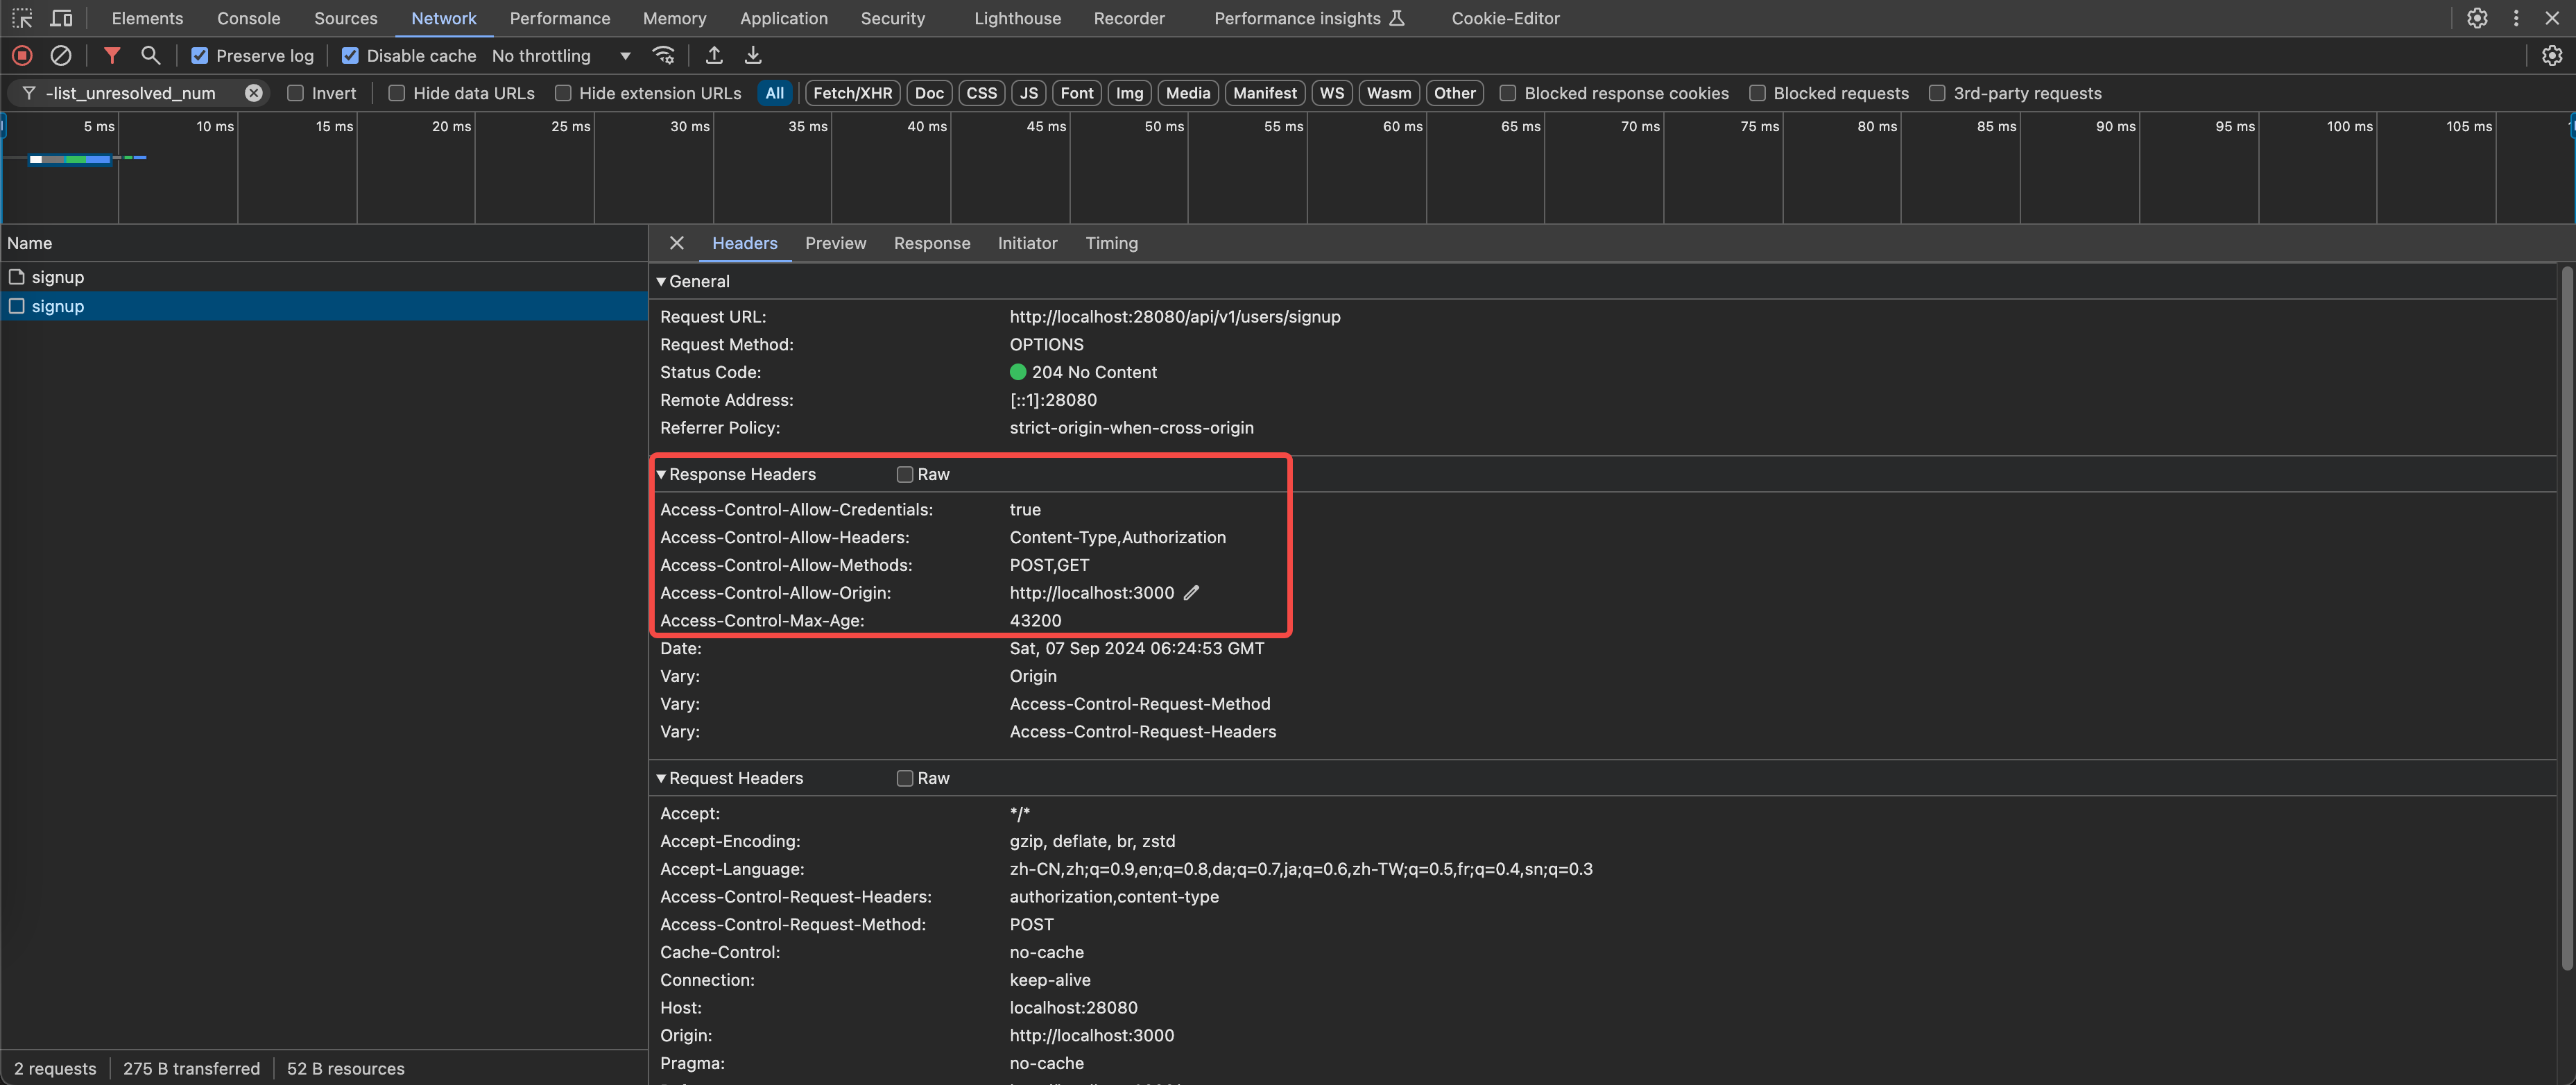 Elements Console Sources Network Performance Memory Application Security Lighthouse Recorder Performance insights Cookie-Editor
Preserve log Disable cache No throttling
-list_unresolved_num Invert Hide data URLs Hide extension URLs All Fetch/XHR Doc CSS JS Font Img Media Manifest WS Wasm Other Blocked response cookies Blocked requests 3rd-party requests
5 ms 10 ms 15 ms 20 ms 25 ms 30 ms 35 ms 40 ms 45 ms 50 ms 55 ms 60 ms 65 ms 70 ms 75 ms 80 ms 85 ms 90 ms 95 ms 100 ms 105 ms
Name
signup
signup
Headers Preview Response Initiator Timing
General
Request URL: http://localhost:28080/api/v1/users/signup
Request Method: OPTIONS
Status Code: 204 No Content
Remote Address: [::1]:28080
Referrer Policy: strict-origin-when-cross-origin
Response Headers Raw
Access-Control-Allow-Credentials: true
Access-Control-Allow-Headers: Content-Type,Authorization
Access-Control-Allow-Methods: POST,GET
Access-Control-Allow-Origin: http://localhost:3000
Access-Control-Max-Age: 43200
Date: Sat, 07 Sep 2024 06:24:53 GMT
Vary: Origin
Vary: Access-Control-Request-Method
Vary: Access-Control-Request-Headers
Request Headers Raw
Accept: */*
Accept-Encoding: gzip, deflate, br, zstd
Accept-Language: zh-CN,zh;q=0.9,en;q=0.8,da;q=0.7,ja;q=0.6,zh-TW;q=0.5,fr;q=0.4,sn;q=0.3
Access-Control-Request-Headers: authorization,content-type
Access-Control-Request-Method: POST
Cache-Control: no-cache
Connection: keep-alive
Host: localhost:28080
Origin: http://localhost:3000
Pragma: no-cache
2 requests 275 B transferred 52 B resources